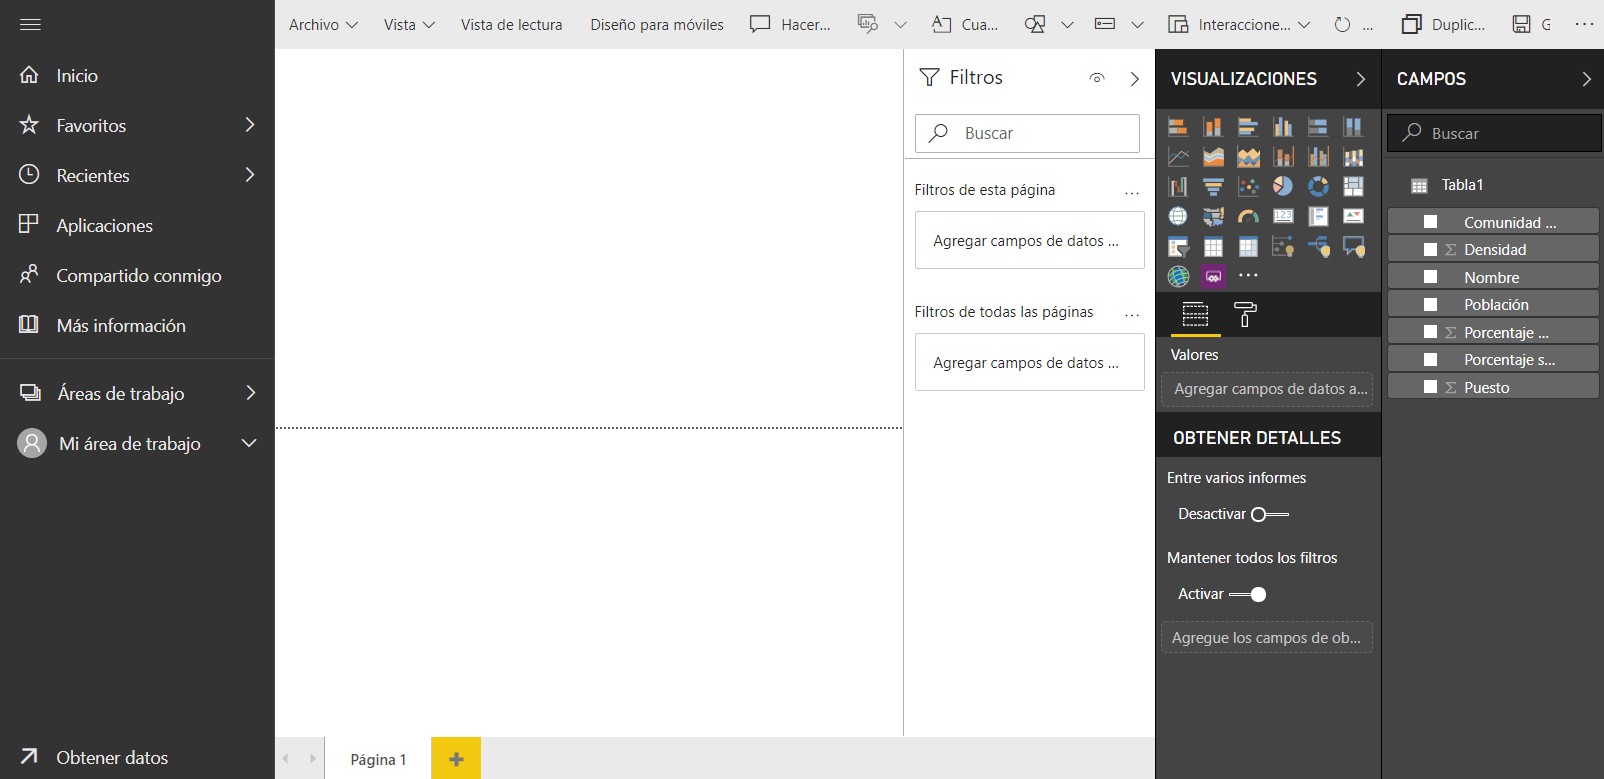 Archivo
Vista
Vista de lectura
Diseño para móviles
Hacer...
Cua...
Interaccione...
...
Duplic...
G
...
Inicio
Favoritos
Recientes
Aplicaciones
Compartido conmigo
Más información
Áreas de trabajo
Mi área de trabajo
Obtener datos
Filtros
Buscar
Filtros de esta página
...
Agregar campos de datos ...
Filtros de todas las páginas
...
Agregar campos de datos ...
VISUALIZACIONES
123
...
Valores
Agregar campos de datos a...
OBTENER DETALLES
Entre varios informes
Desactivar
Mantener todos los filtros
Activar
Agregue los campos de ob...
CAMPOS
Buscar
Tabla1
Comunidad ...
Σ Densidad
Nombre
Población
Σ Porcentaje ...
Porcentaje s...
Σ Puesto
Página 1
+